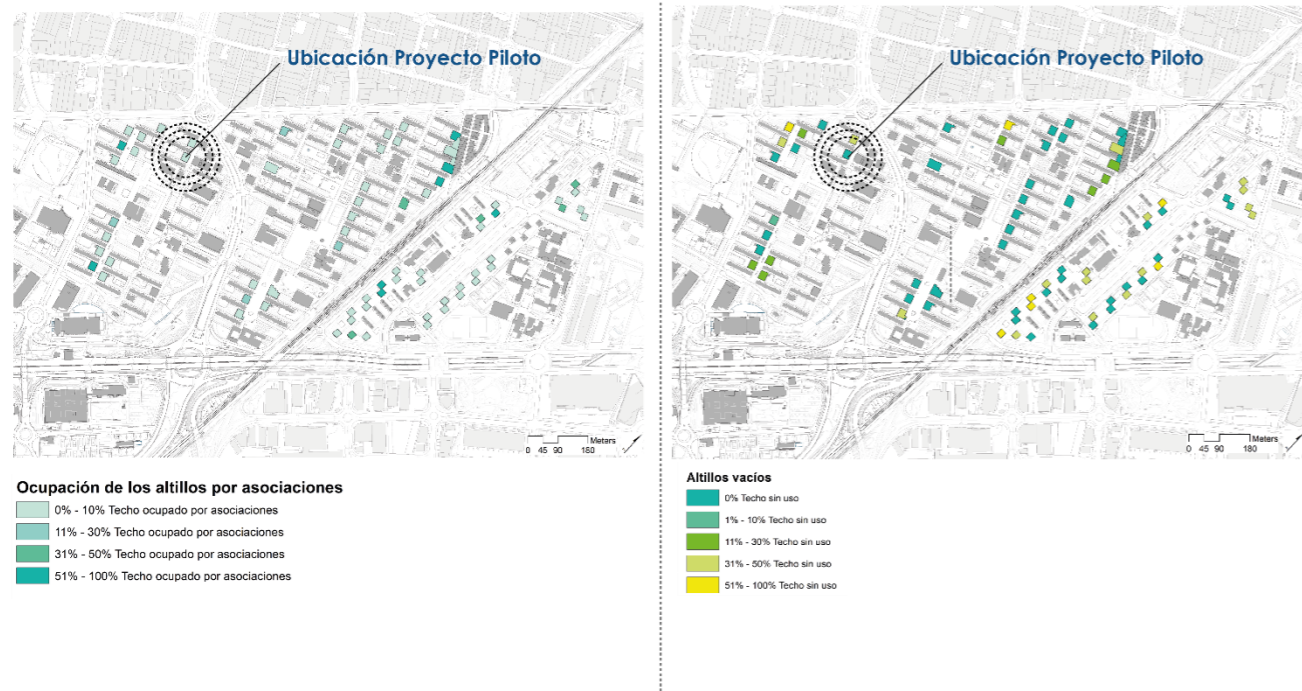 Ubicación Proyecto Piloto
Meters
0 45 90 180
Ocupación de los altillos por asociaciones
0% - 10% Techo ocupado por asociaciones
11% - 30% Techo ocupado por asociaciones
31% - 50% Techo ocupado por asociaciones
51% - 100% Techo ocupado por asociaciones
Ubicación Proyecto Piloto
Meters
0 45 90 180
Altillos vacíos
0% Techo sin uso
1% - 10% Techo sin uso
11% - 30% Techo sin uso
31% - 50% Techo sin uso
51% - 100% Techo sin uso